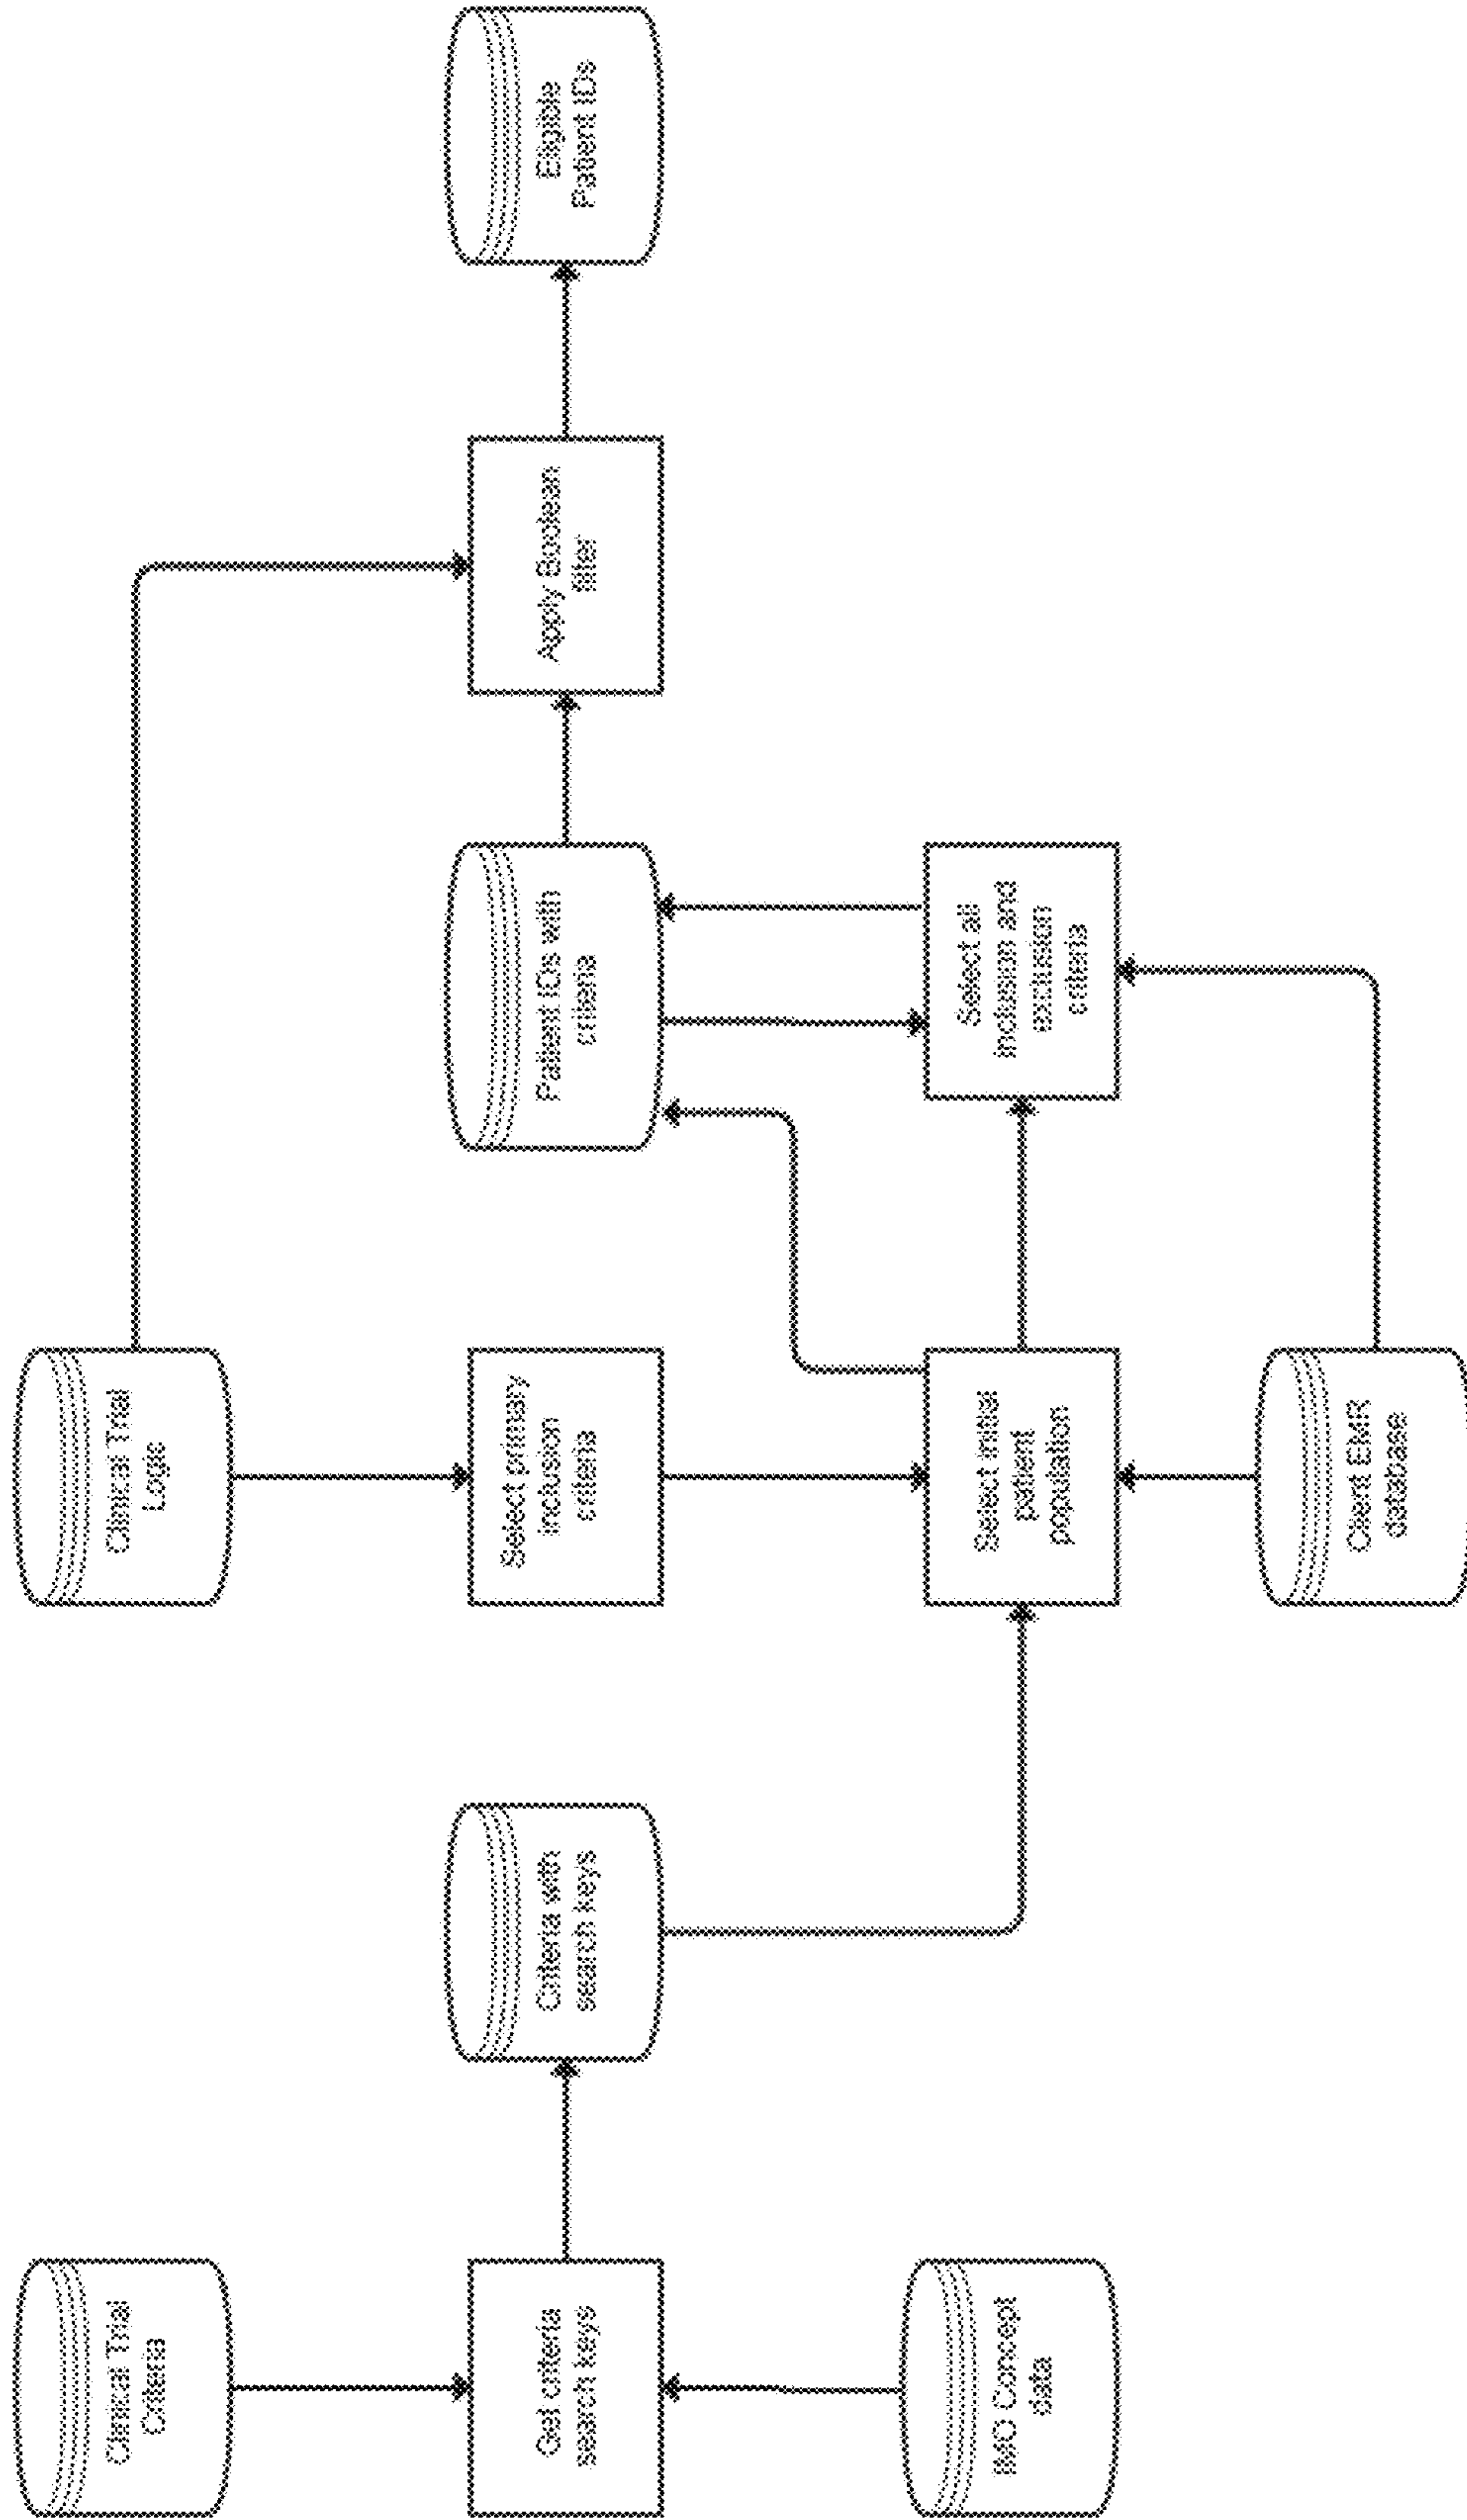 Clinical Trial
Criteria
Get criteria
search keys
IMO Concept
data
Criteria with
search keys
Clinical Trial
Logic
Select primary
inclusion
criteria
Select initial
patient
population
Client EMR
database
Patient IDs with
criteria
Select all
inclusion and
exclusion
criteria
Apply Boolean
filter
Eligible
Patient IDs